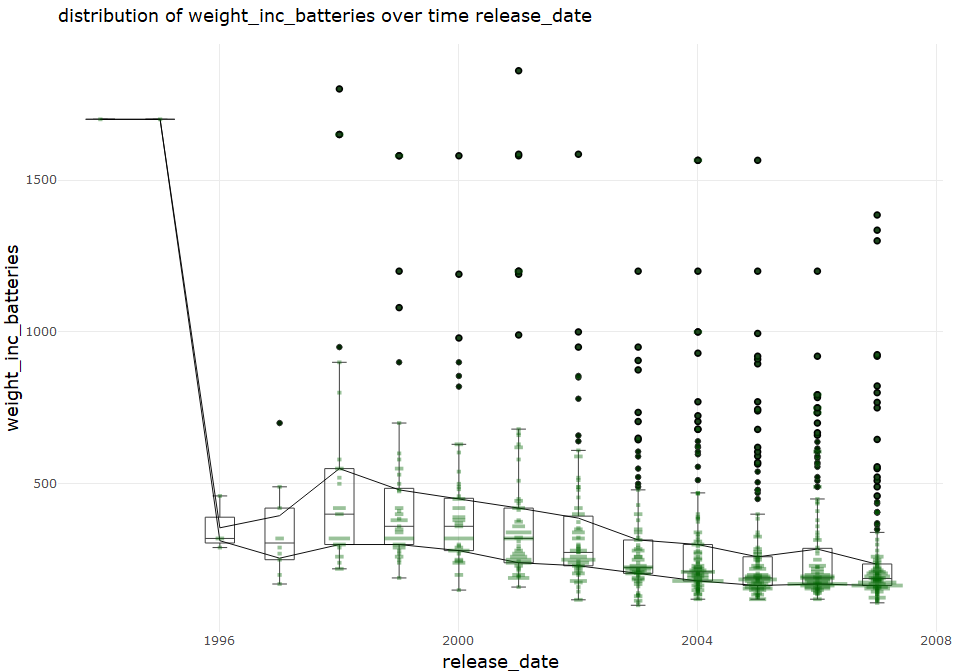 distribution of weight_inc_batteries over time release_date
weight_inc_batteries
1500
1000
500
1996
2000
2004
2008
release_date